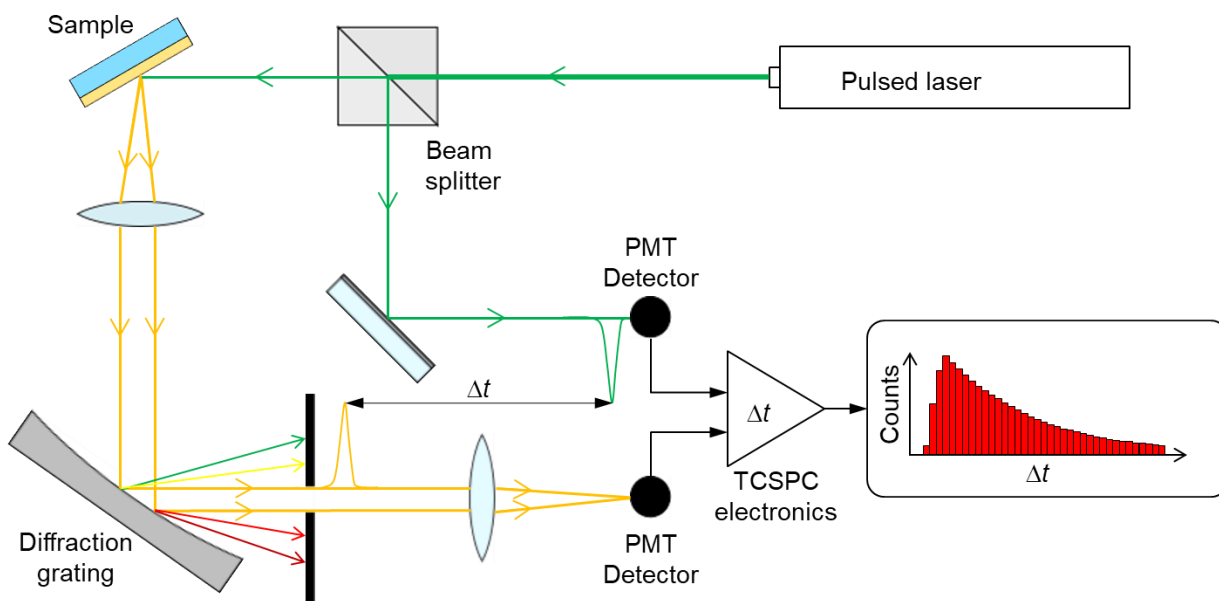 Sample
Pulsed laser
Beam
splitter
PMT
Detector
Δt
Δt
Counts
Δt
TCSPC
electronics
Diffraction
grating
PMT
Detector